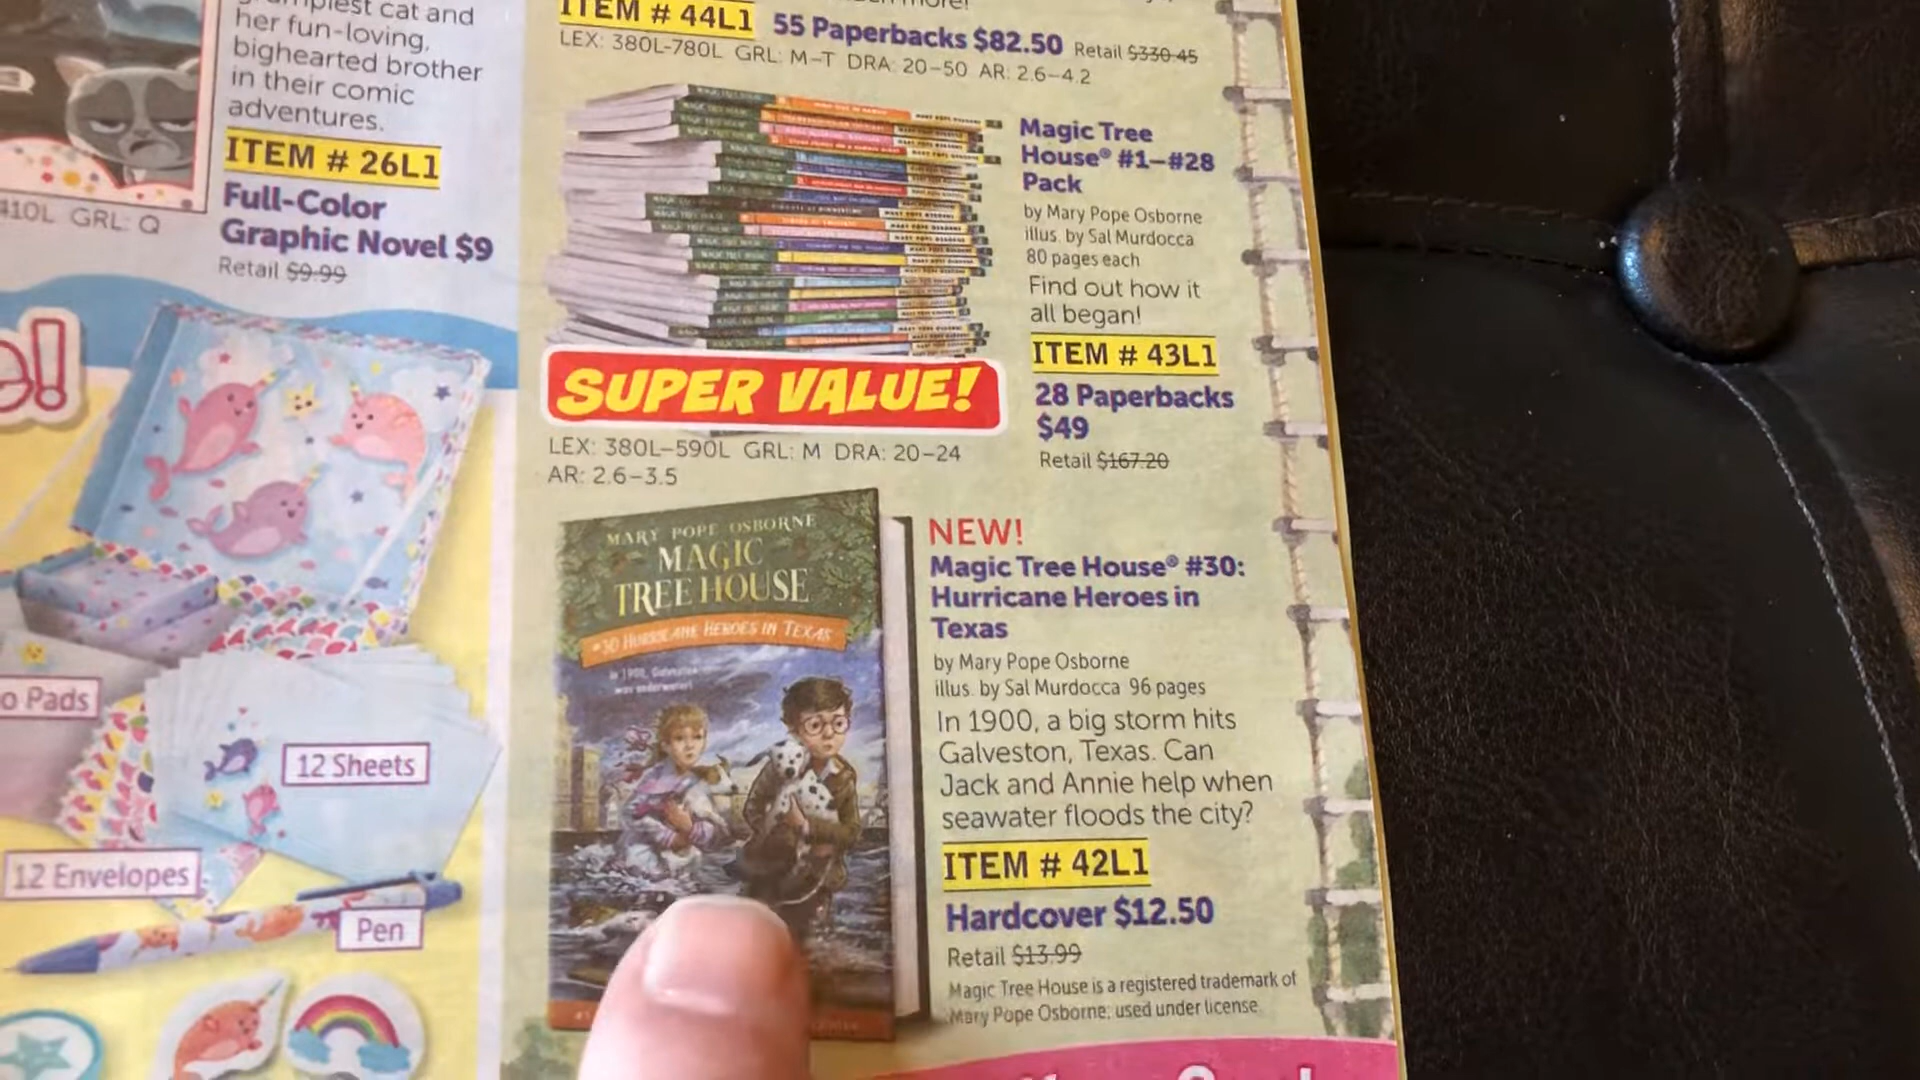 cat and
her fun-loving,
bighearted brother
in their comic
adventures.
ITEM # 26L1
Full-Color
Graphic Novel $9
Retail $9.99
410L GRL: Q
12 Sheets
12 Envelopes
Pads
Pen
ITEM # 44L1 55 Paperbacks $82.50 Retail $330.45
LEX: 380L-780L GRL: M-T DRA: 20-50 AR: 2.6-4.2
Magic Tree
House® #1-#28
Pack
by Mary Pope Osborne
illus. by Sal Murdocca
80 pages each
Find out how it
all began!
ITEM # 43L1
28 Paperbacks
$49
Retail $167.20
SUPER VALUE!
LEX: 380L-590L GRL: M DRA: 20-24
AR: 2.6-3.5
MARY POPE OSBORNE
MAGIC
TREE HOUSE
#30 HURRICANE HEROES IN TEXAS
In 1900, Galveston
was underwater!
NEW!
Magic Tree House® #30:
Hurricane Heroes in
Texas
by Mary Pope Osborne
illus. by Sal Murdocca 96 pages
In 1900, a big storm hits
Galveston, Texas. Can
Jack and Annie help when
seawater floods the city?
ITEM # 42L1
Hardcover $12.50
Retail $13.99
Magic Tree House is a registered trademark of
Mary Pope Osborne; used under license.